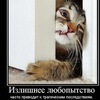 Излишнее любопытство
часто приводит к трагическим последствиям.